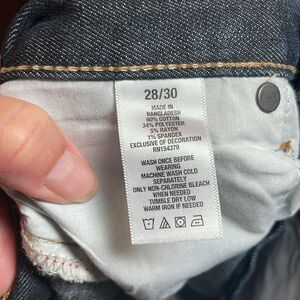 28/30
MADE IN
BANGLADESH
60% COTTON
34% POLYESTER
5% RAYON
1% SPANDEX
EXCLUSIVE OF DECORATION
RN154379
WASH ONCE BEFORE
WEARING
MACHINE WASH COLD
SEPARATELY
ONLY NON-CHLORINE BLEACH
WHEN NEEDED
TUMBLE DRY LOW
WARM IRON IF NEEDED